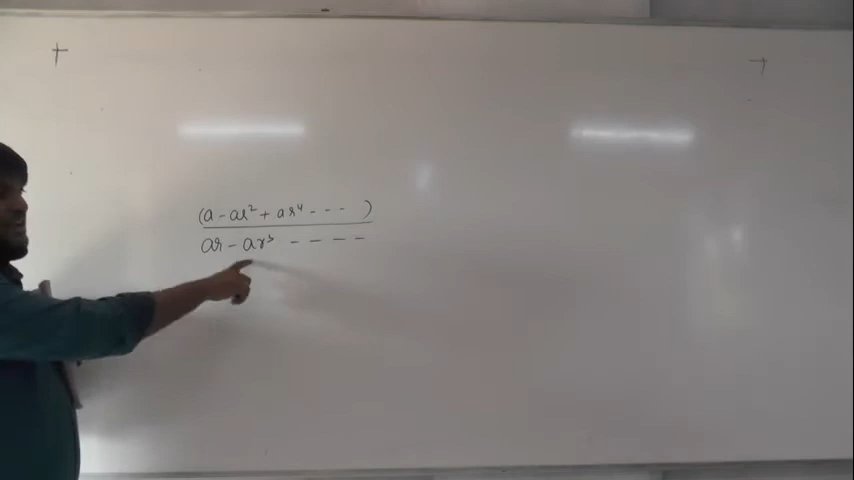 (a - ar² + ar⁴ - - - )
ar - ar³ - - - -